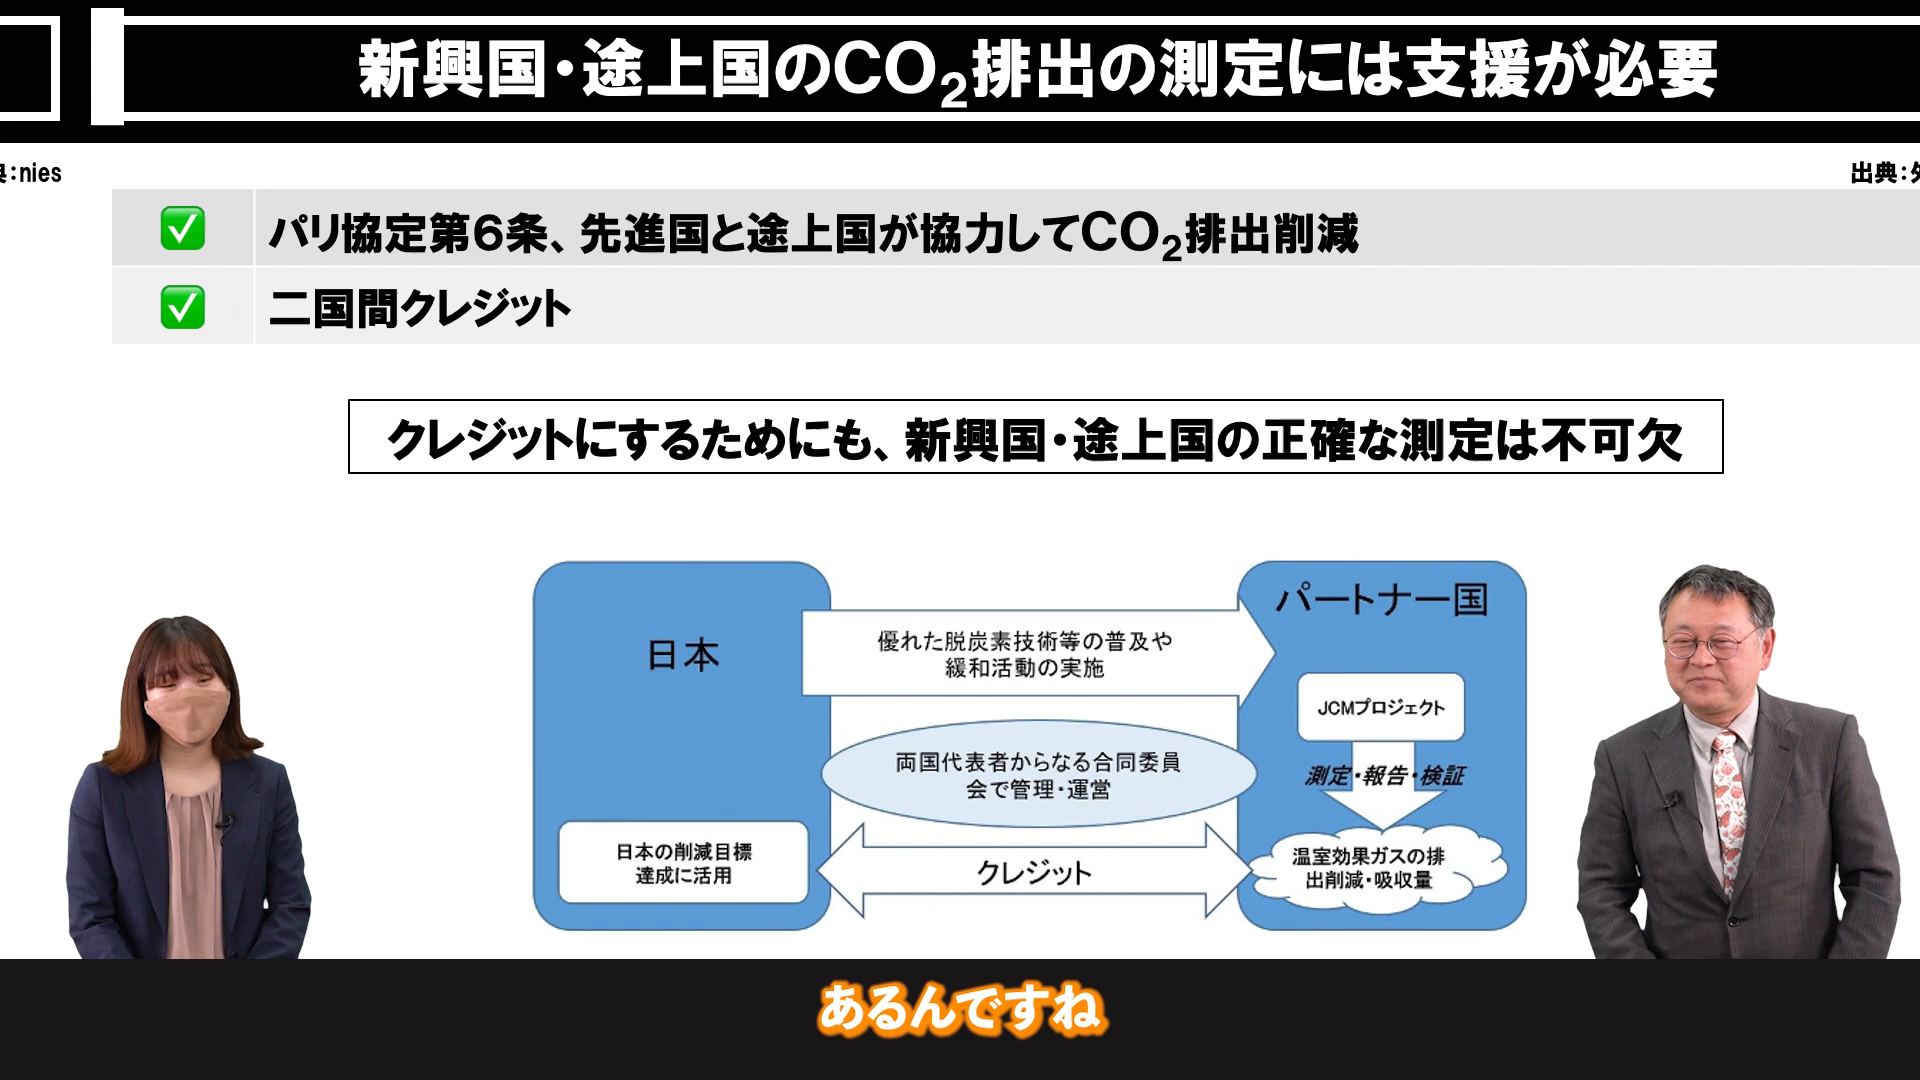 新興国・途上国のCO₂排出の測定には支援が必要
:nies
出典:
パリ協定第6条、先進国と途上国が協力してCO₂排出削減
二国間クレジット
クレジットにするためにも、新興国・途上国の正確な測定は不可欠
日本
優れた脱炭素技術等の普及や
緩和活動の実施
パートナー国
JCMプロジェクト
両国代表者からなる合同委員
会で管理・運営
測定・報告・検証
日本の削減目標
達成に活用
クレジット
温室効果ガスの排
出削減・吸収量
あるんですね